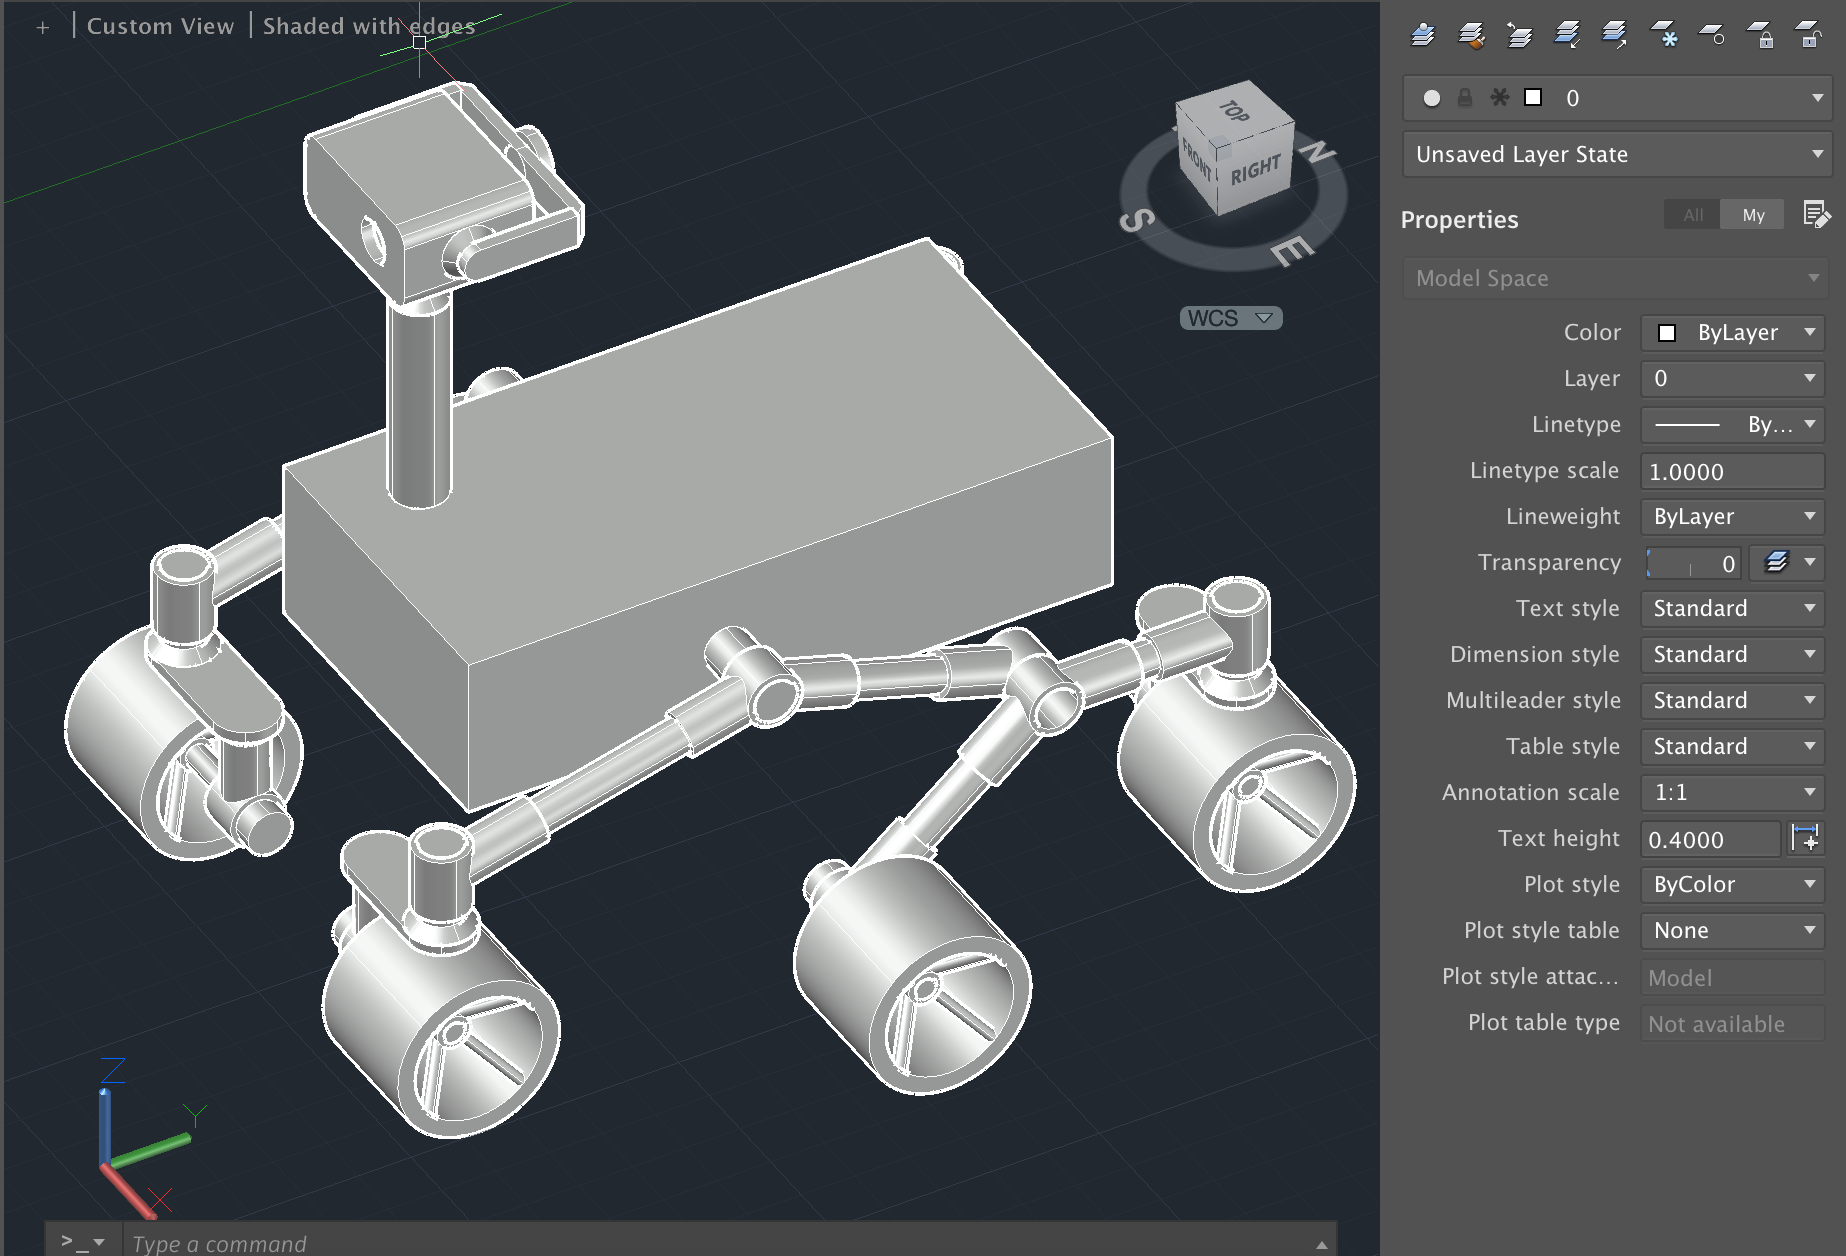 + | Custom View | Shaded with edges
TOP
FRONT
RIGHT
N
S
E
WCS
Z
Y
X
>_
Type a command
0
Unsaved Layer State
Properties
All
My
Model Space
Color ByLayer
Layer 0
Linetype By...
Linetype scale 1.0000
Lineweight ByLayer
Transparency 0
Text style Standard
Dimension style Standard
Multileader style Standard
Table style Standard
Annotation scale 1:1
Text height 0.4000
Plot style ByColor
Plot style table None
Plot style attac... Model
Plot table type Not available